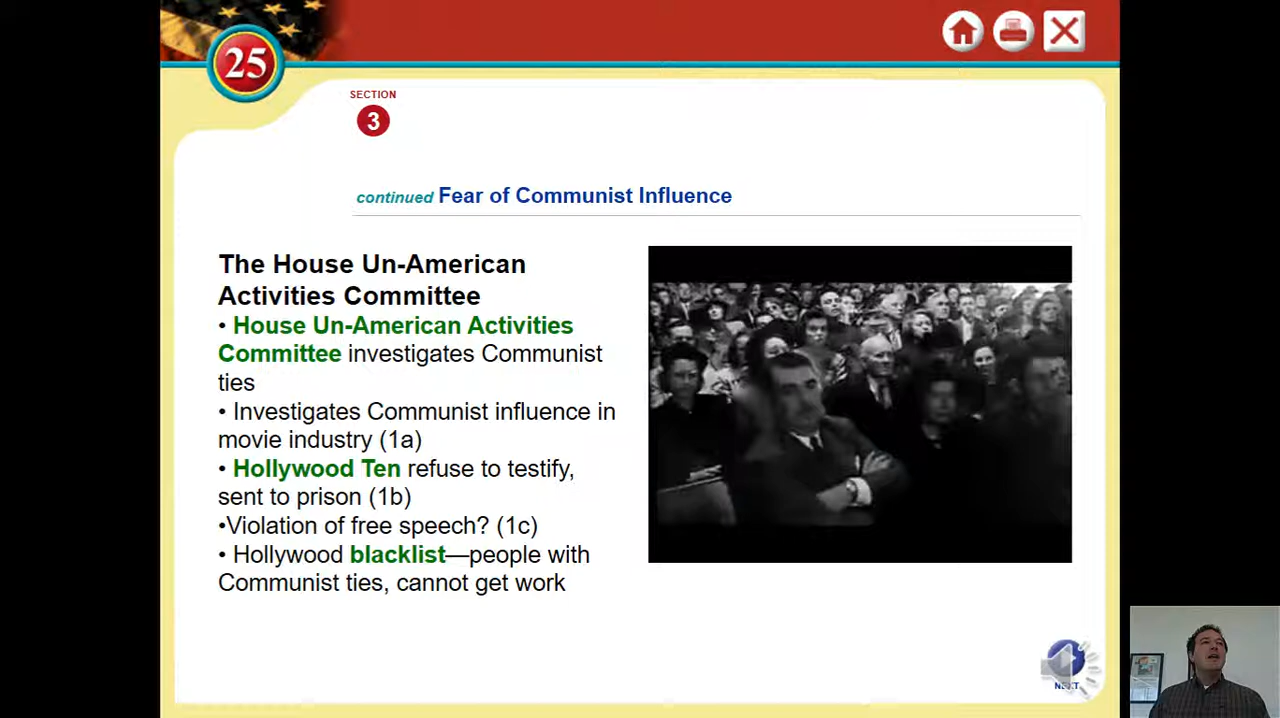 25
SECTION
3
continued Fear of Communist Influence
The House Un-American
Activities Committee
• House Un-American Activities
Committee investigates Communist
ties
• Investigates Communist influence in
movie industry (1a)
• Hollywood Ten refuse to testify,
sent to prison (1b)
•Violation of free speech? (1c)
• Hollywood blacklist—people with
Communist ties, cannot get work
NEXT